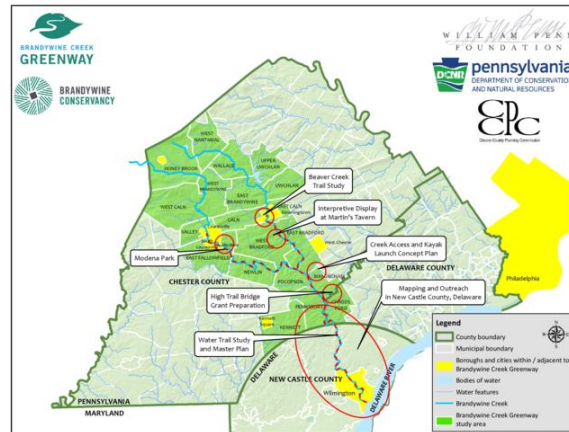 BRANDYWINE CREEK
GREENWAY
BRANDYWINE
CONSERVANCY
WILLIAM PENN
FOUNDATION
DCNR
pennsylvania
DEPARTMENT OF CONSERVATION
AND NATURAL RESOURCES
CPC
WEST
NANTMEAL
HONEY BROOK
WALLACE
UPPER
UWCHLAN
UWCHLAN
WEST
BRANDYWINE
EAST
BRANDYWINE
WEST CALN
CALN
EAST CALN
VALLEY
Beaver Creek
Trail Study
Interpretive Display
at Martin's Tavern
EAST BRADFORD
WEST
BRADFORD
West Chester
Creek Access and Kayak
Launch Concept Plan
Modena Park
EAST FALLOWFIELD
NEWLIN
POCOPSON
CHESTER COUNTY
DELAWARE COUNTY
Philadelphia
High Trail Bridge
Grant Preparation
Mapping and Outreach
in New Castle County, Delaware
KENNETT
Water Trail Study
and Master Plan
DELAWARE
NEW CASTLE COUNTY
DELAWARE RIVER
Wilmington
PENNSYLVANIA
MARYLAND
Legend
County boundary
Municipal boundary
Boroughs and cities within / adjacent to
Brandywine Creek Greenway
Bodies of water
Water features
Brandywine Creek
Brandywine Creek Greenway
study area